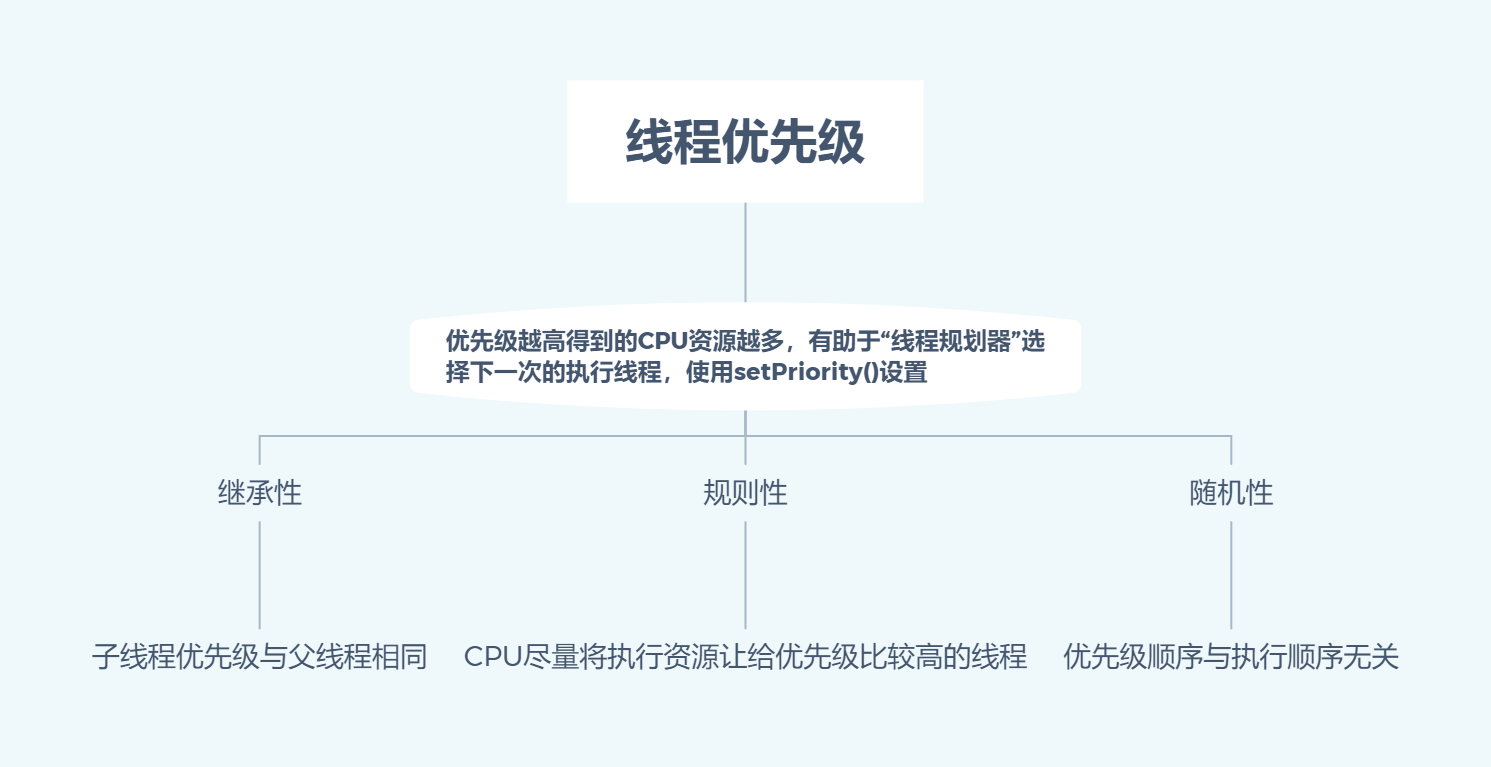 线程优先级
优先级越高得到的CPU资源越多，有助于“线程规划器”选
择下一次的执行线程，使用setPriority()设置
继承性
规则性
随机性
子线程优先级与父线程相同
CPU尽量将执行资源让给优先级比较高的线程
优先级顺序与执行顺序无关